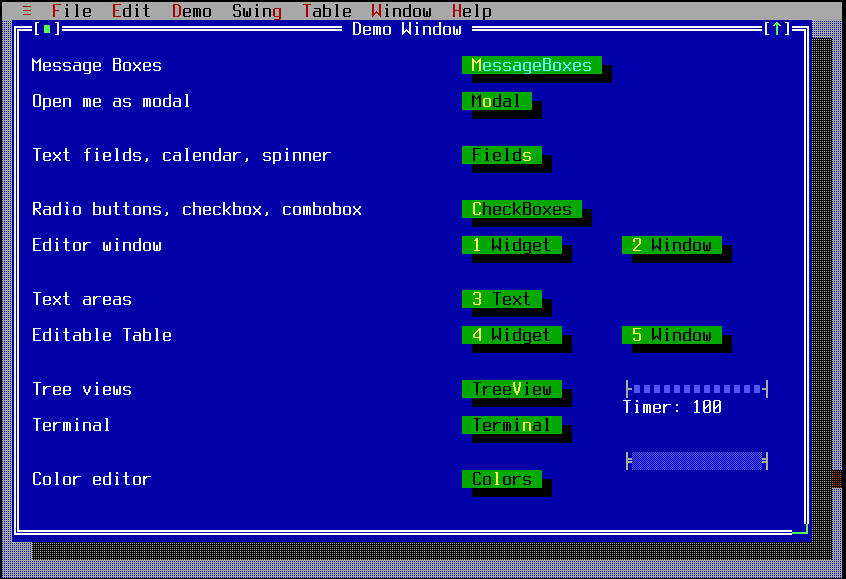 ≡ File Edit Demo Swing Table Window Help
[■] Demo Window [↑]
Message Boxes MessageBoxes
Open me as modal Modal
Text fields, calendar, spinner Fields
Radio buttons, checkbox, combobox CheckBoxes
Editor window 1 Widget 2 Window
Text areas 3 Text
Editable Table 4 Widget 5 Window
Tree views TreeView
Timer: 100
Terminal Terminal
Color editor Colors